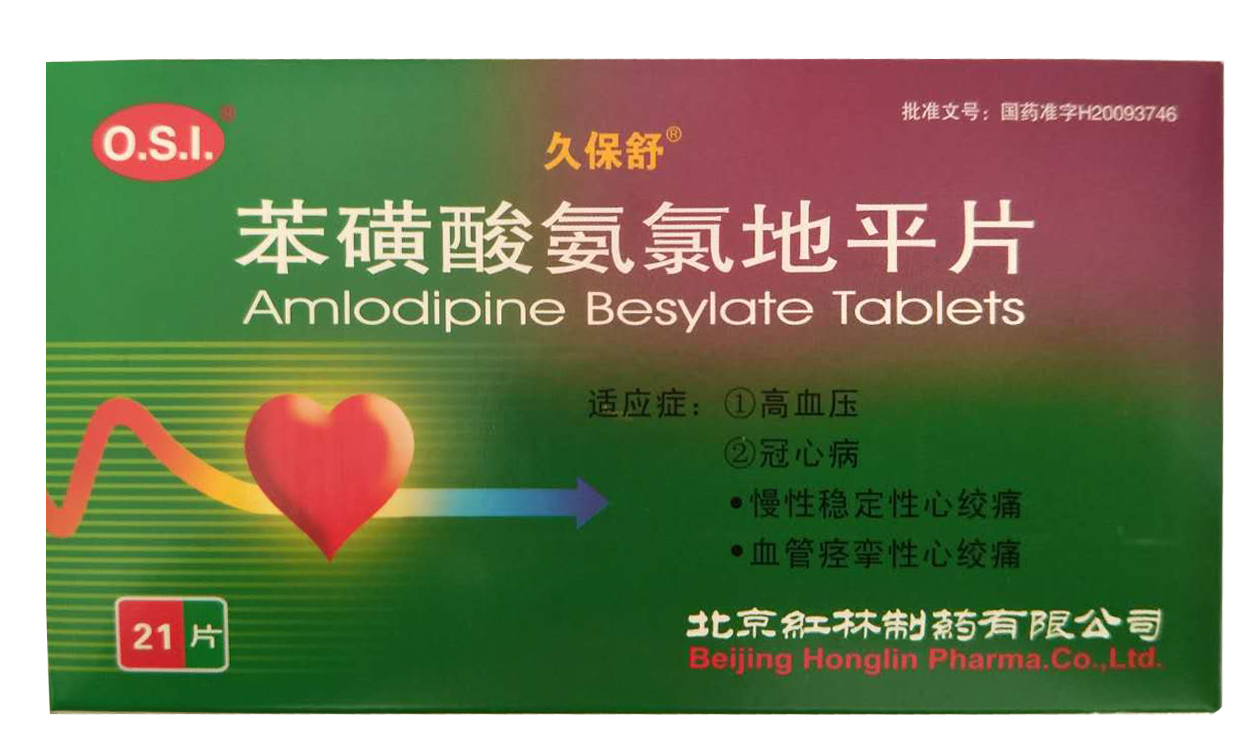 O.S.I.®
批准文号：国药准字H20093746
久保舒®
苯磺酸氨氯地平片
Amlodipine Besylate Tablets
适应症：①高血压
②冠心病
•慢性稳定性心绞痛
•血管痉挛性心绞痛
21片
北京紅林制药有限公司
Beijing Honglin Pharma.Co.,Ltd.